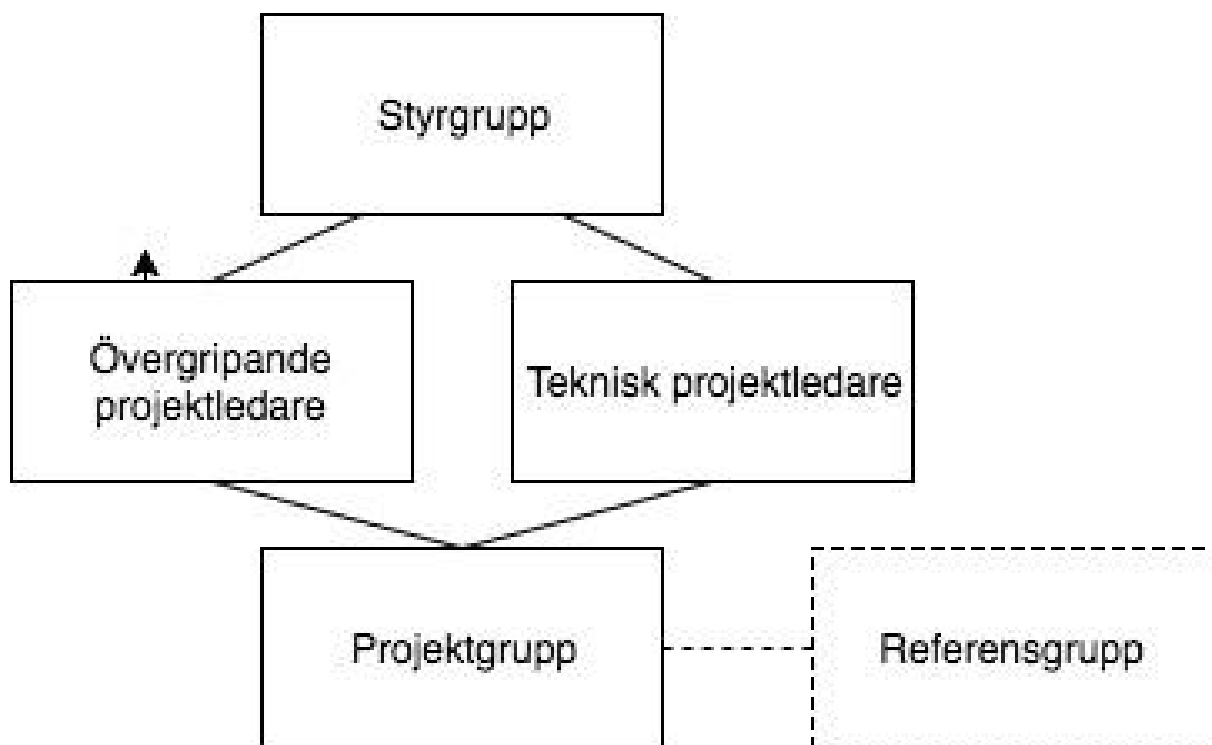 Styrgrupp
Övergripande
projektledare
Teknisk projektledare
Projektgrupp
Referensgrupp